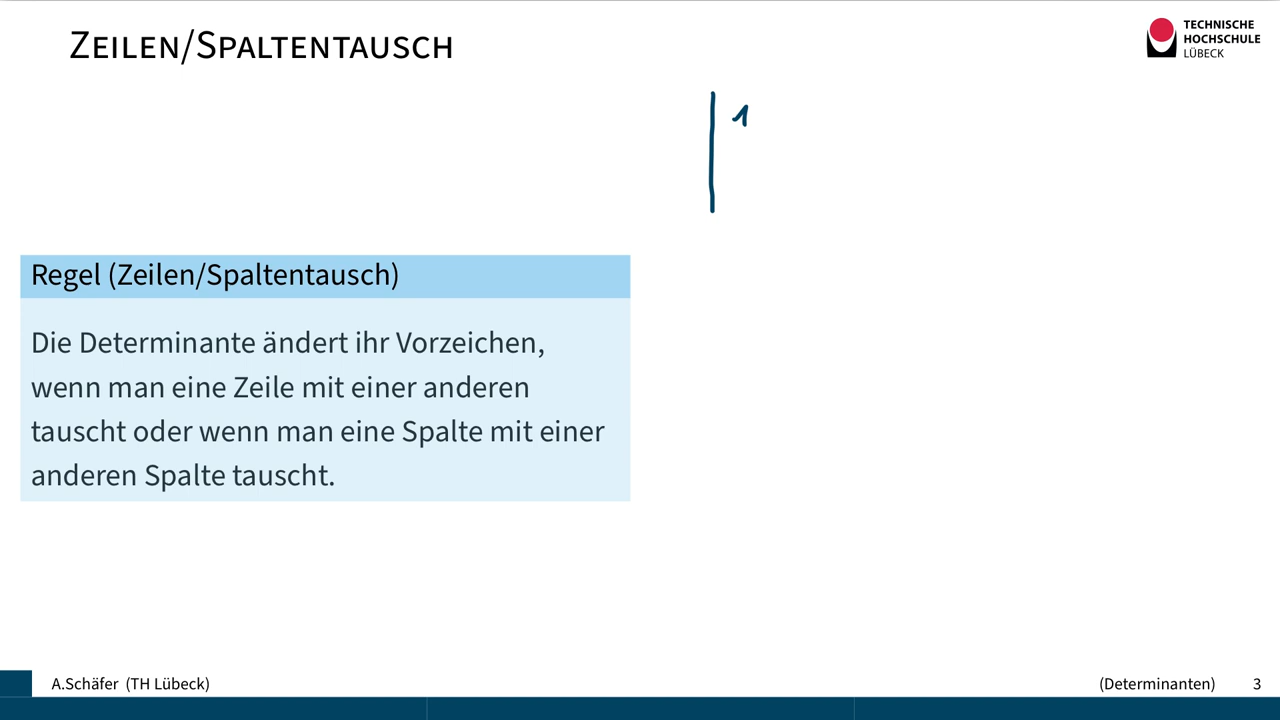 Zeilen/Spaltentausch
TECHNISCHE
HOCHSCHULE
LÜBECK
1
Regel (Zeilen/Spaltentausch)
Die Determinante ändert ihr Vorzeichen,
wenn man eine Zeile mit einer anderen
tauscht oder wenn man eine Spalte mit einer
anderen Spalte tauscht.
A.Schäfer (TH Lübeck)
(Determinanten) 3